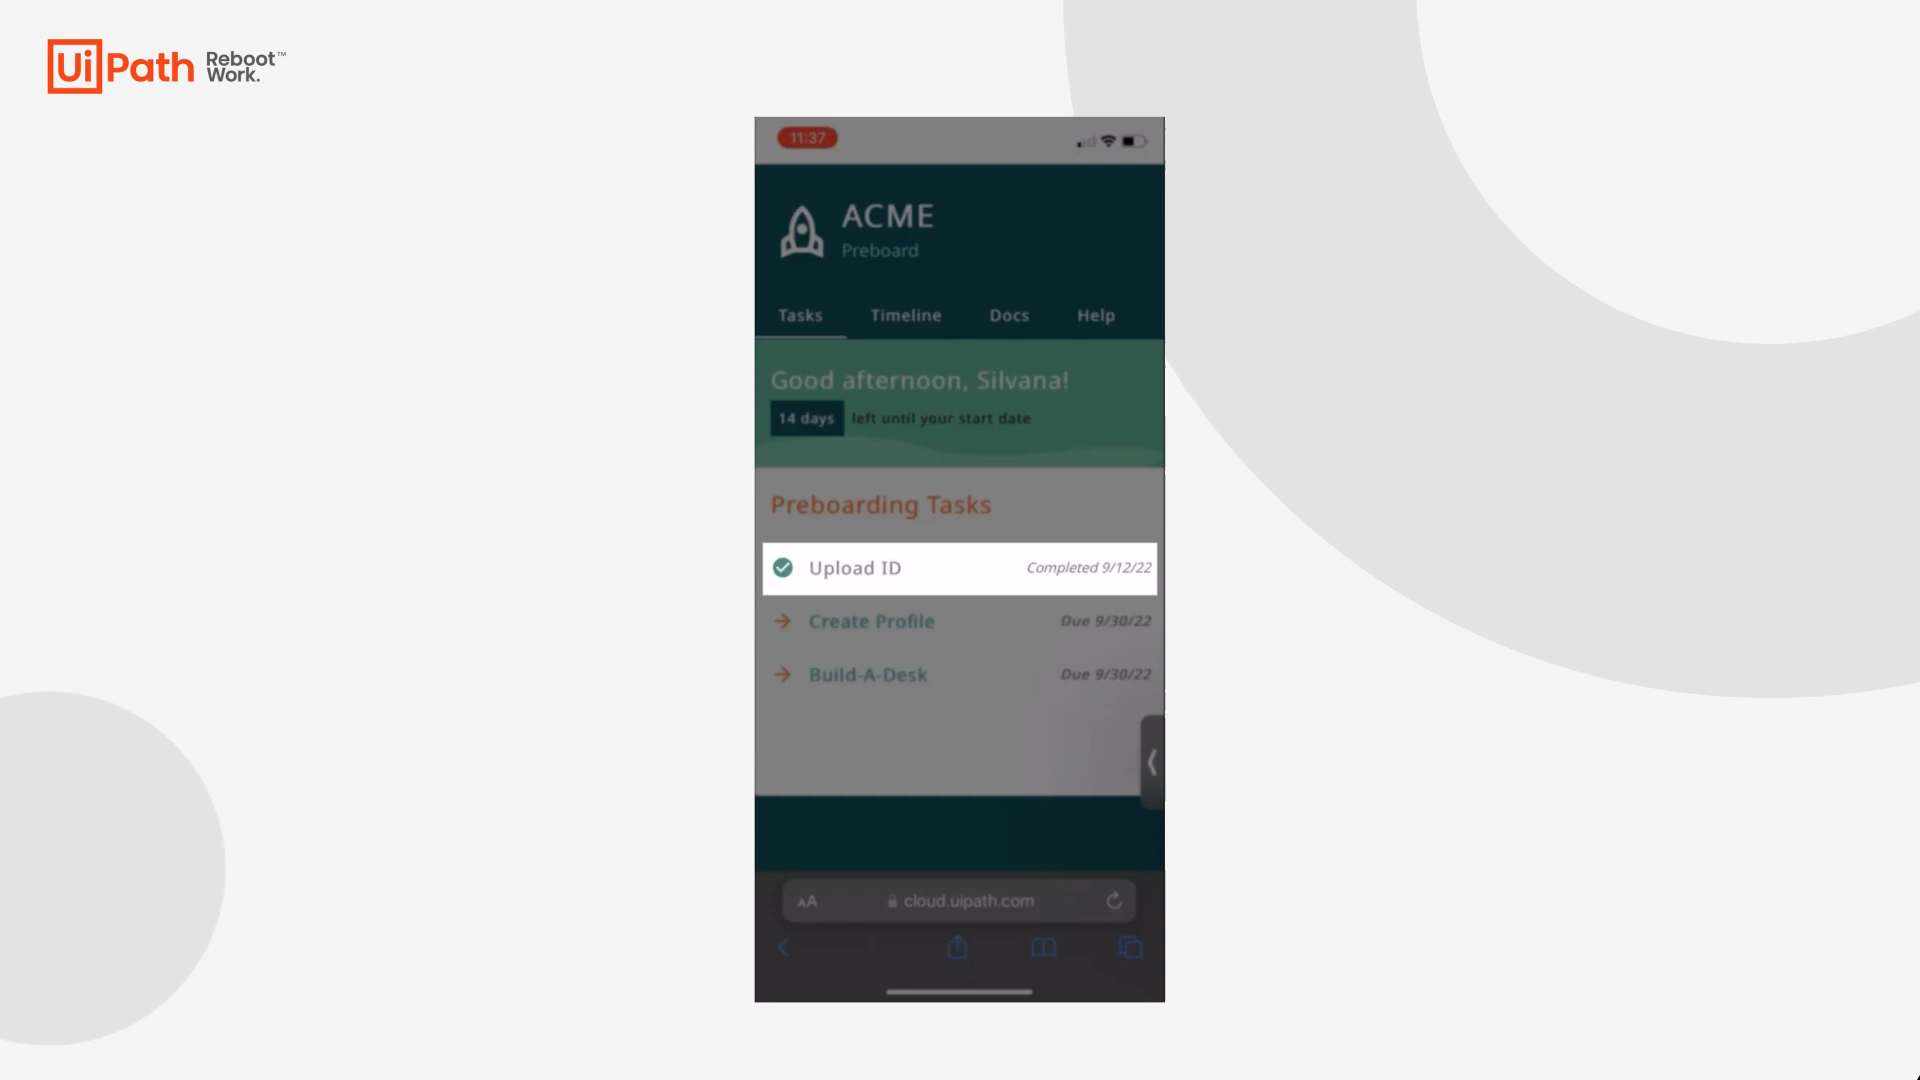 UiPath Reboot™
Work.
11:37
ACME
Preboard
Tasks Timeline Docs Help
Good afternoon, Silvana!
14 days left until your start date
Preboarding Tasks
Upload ID Completed 9/12/22
Create Profile Due 9/30/22
Build-A-Desk Due 9/30/22
AA cloud.uipath.com